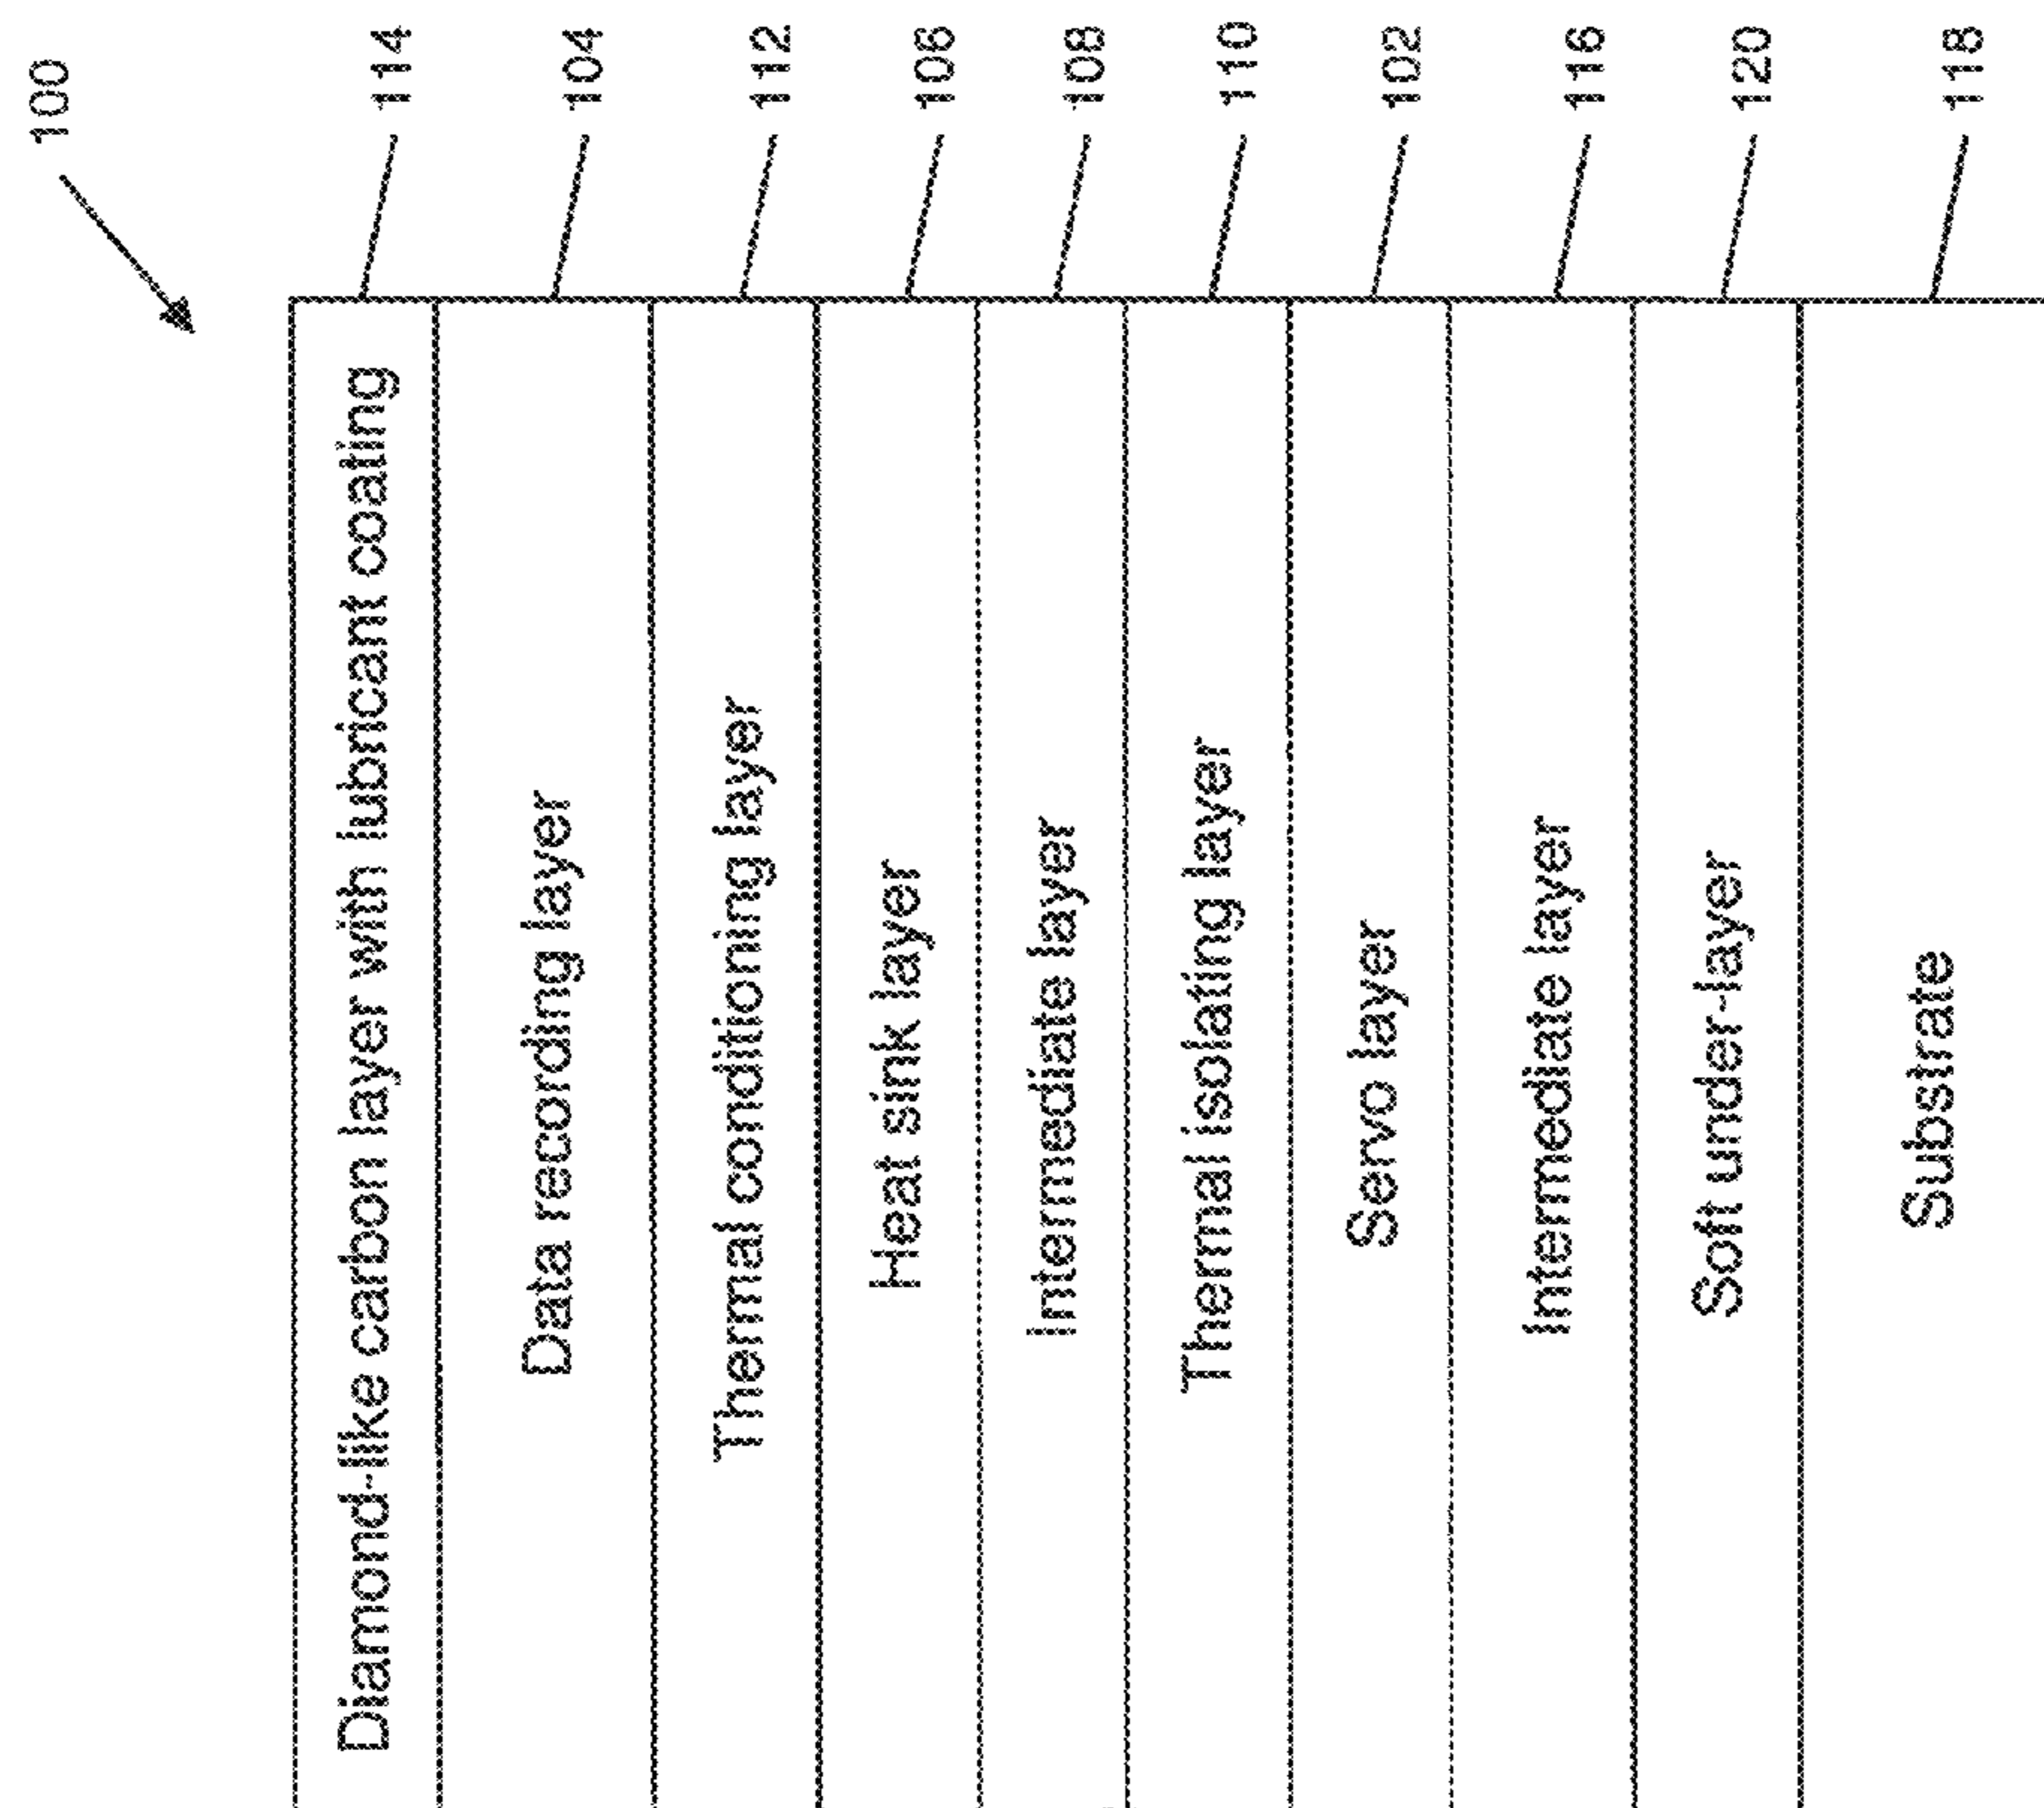 100
Diamond-like carbon layer with lubricant coating 114
Data recording layer 104
Thermal conditioning layer 112
Heat sink layer 106
Intermediate layer 108
Thermal isolating layer 110
Servo layer 102
Intermediate layer 116
Soft under-layer 120
Substrate 118